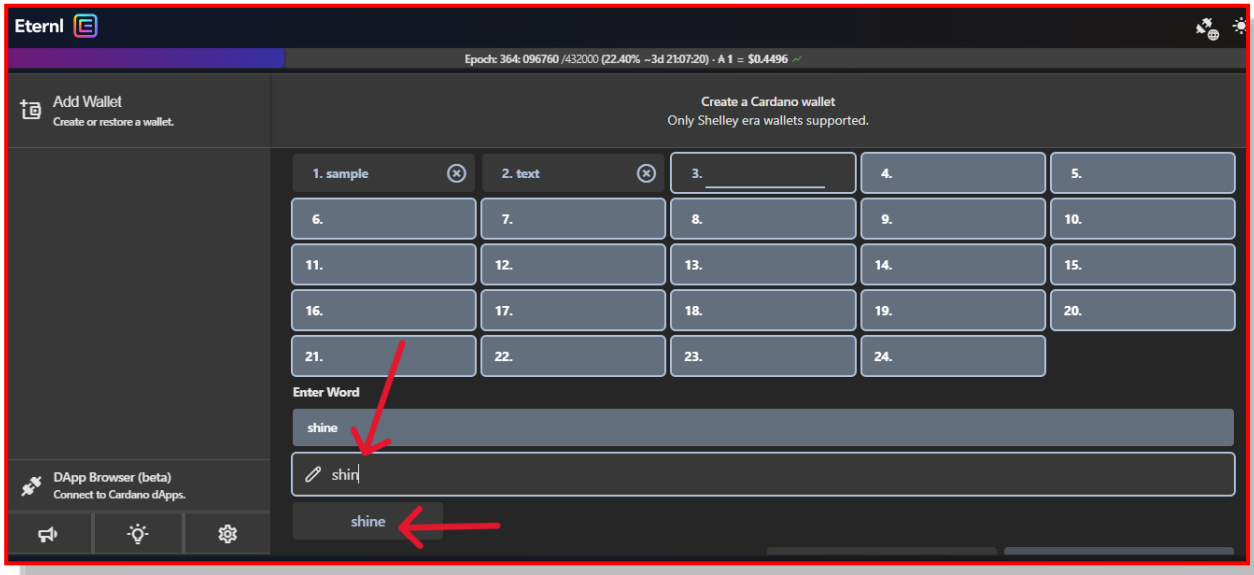 Eternl
Epoch: 364: 096760 /432000 (22.40% ~3d 21:07:20) · ₳ 1 = $0.4496
Add Wallet
Create or restore a wallet.
Create a Cardano wallet
Only Shelley era wallets supported.
1. sample 2. text 3. 4. 5.
6. 7. 8. 9. 10.
11. 12. 13. 14. 15.
16. 17. 18. 19. 20.
21. 22. 23. 24.
Enter Word
shine
shin
shine
DApp Browser (beta)
Connect to Cardano dApps.